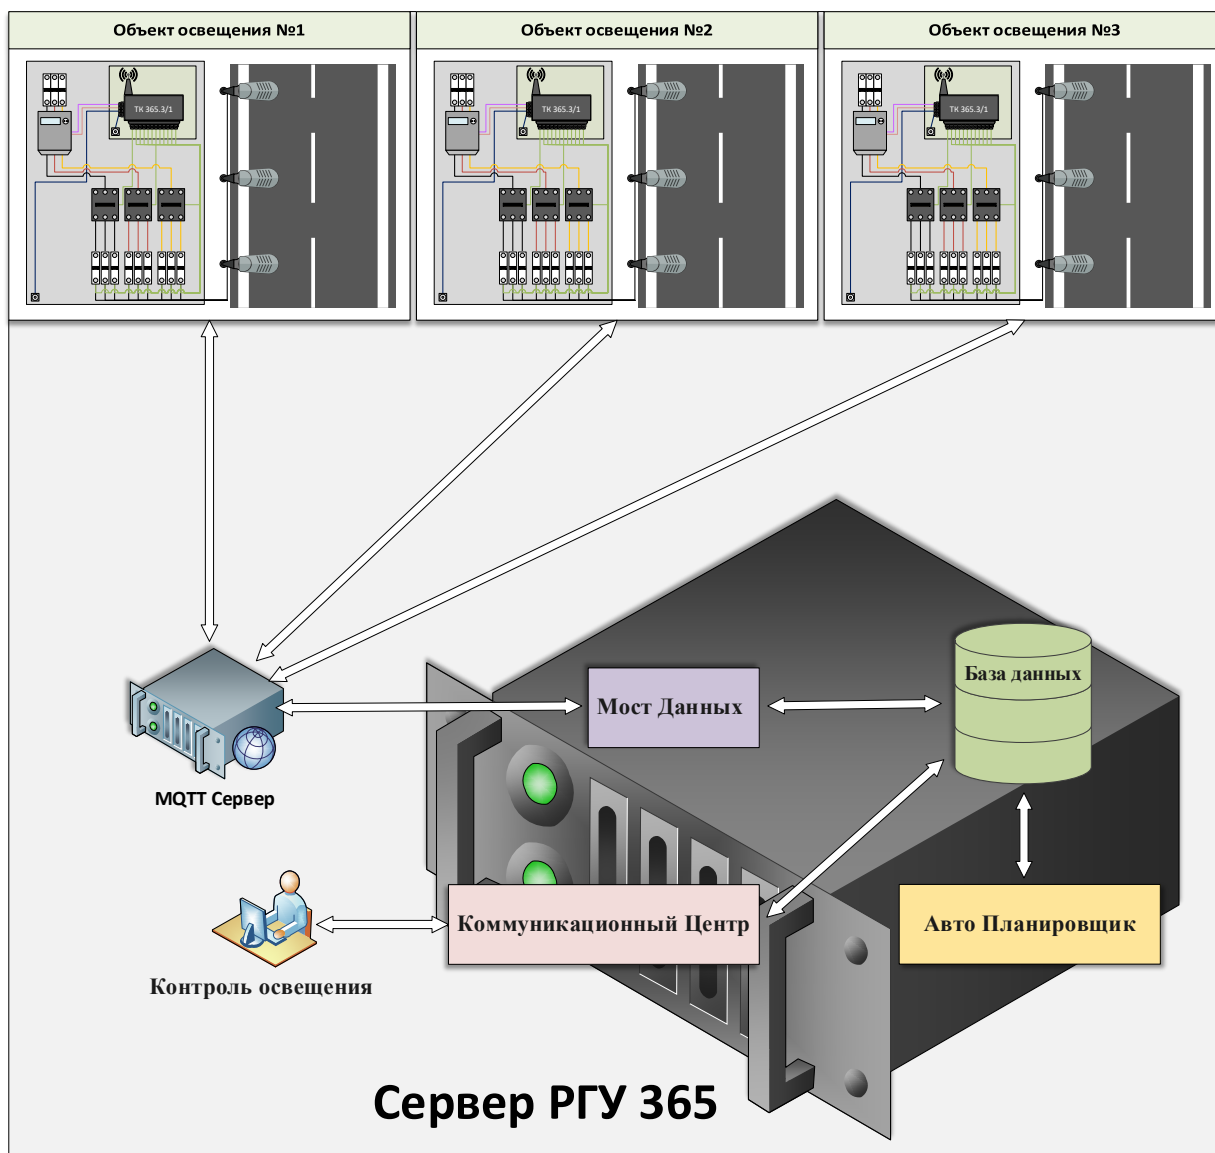 Объект освещения №1
Объект освещения №2
Объект освещения №3
ТК 365.3/1
ТК 365.3/1
ТК 365.3/1
База данных
Мост Данных
MQTT Сервер
Коммуникационный Центр
Авто Планировщик
Контроль освещения
Сервер РГУ 365